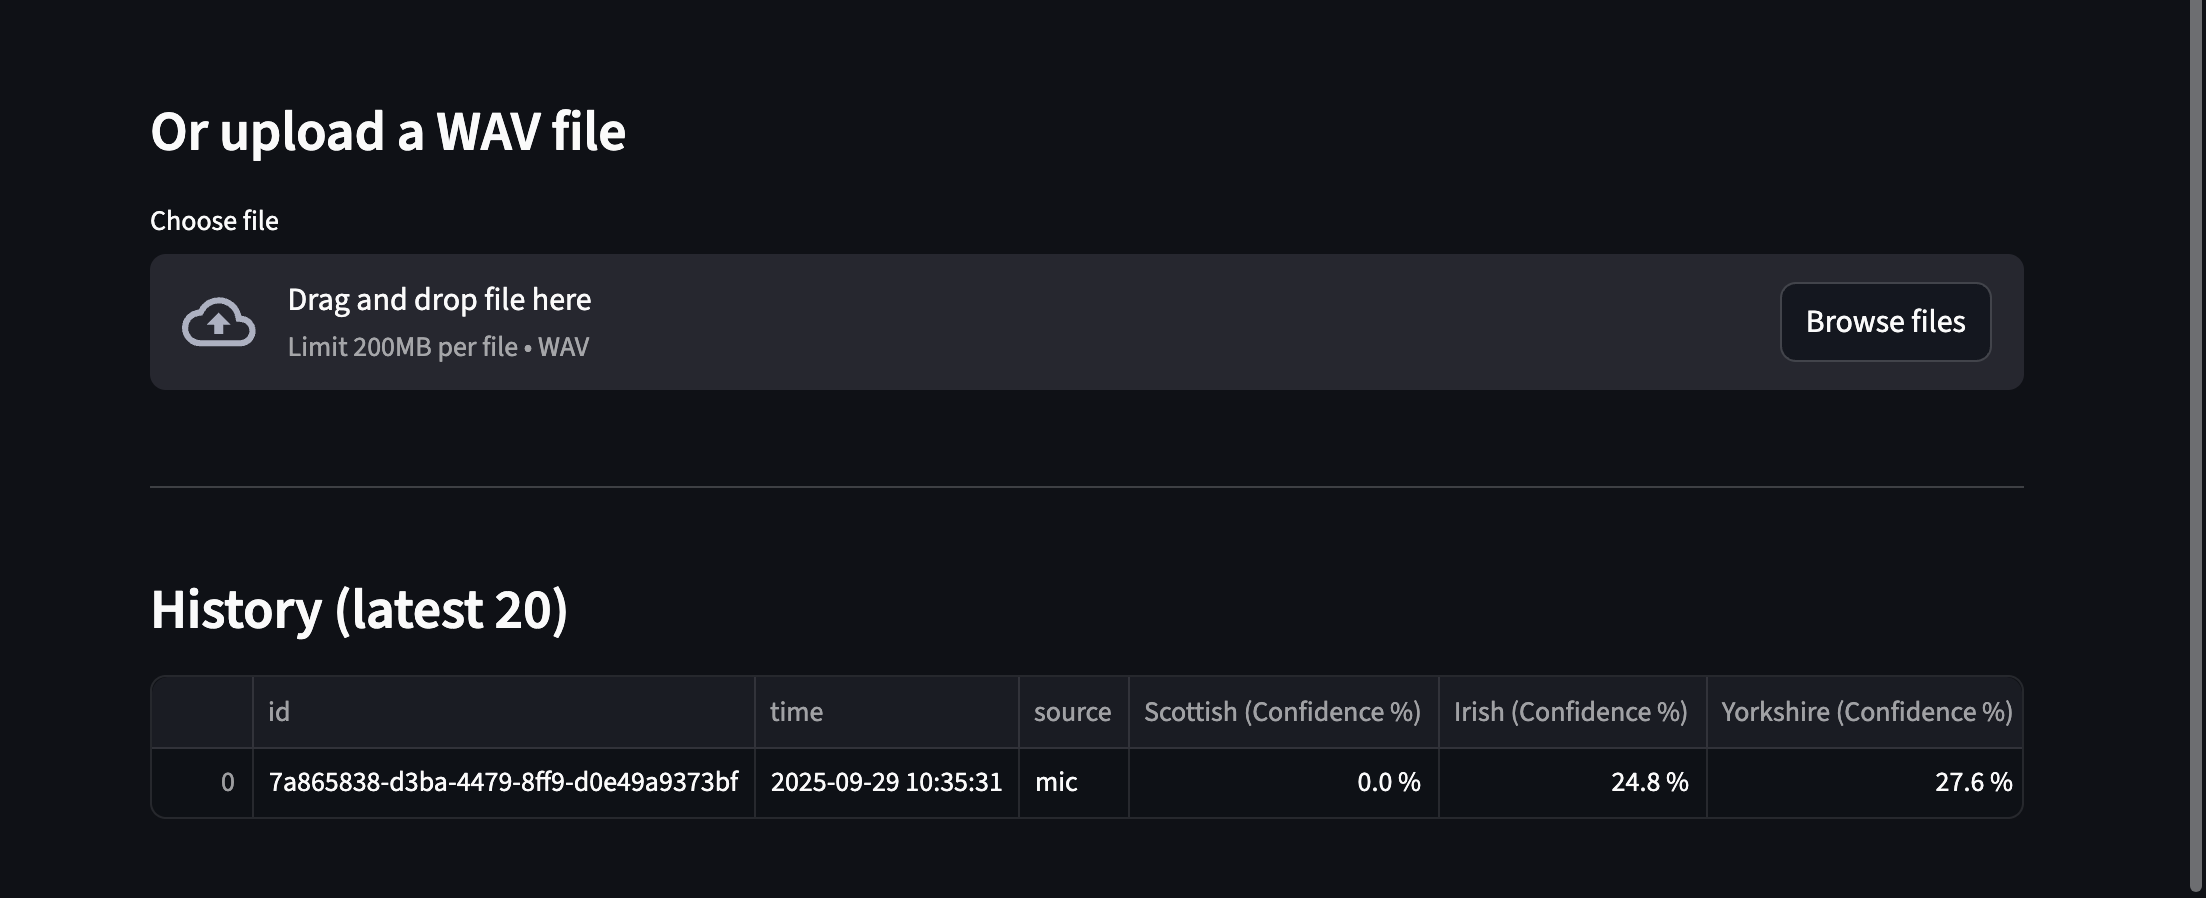 Or upload a WAV file
Choose file
Drag and drop file here
Limit 200MB per file • WAV
Browse files
History (latest 20)
id time source Scottish (Confidence %) Irish (Confidence %) Yorkshire (Confidence %)
0 7a865838-d3ba-4479-8ff9-d0e49a9373bf 2025-09-29 10:35:31 mic 0.0 % 24.8 % 27.6 %